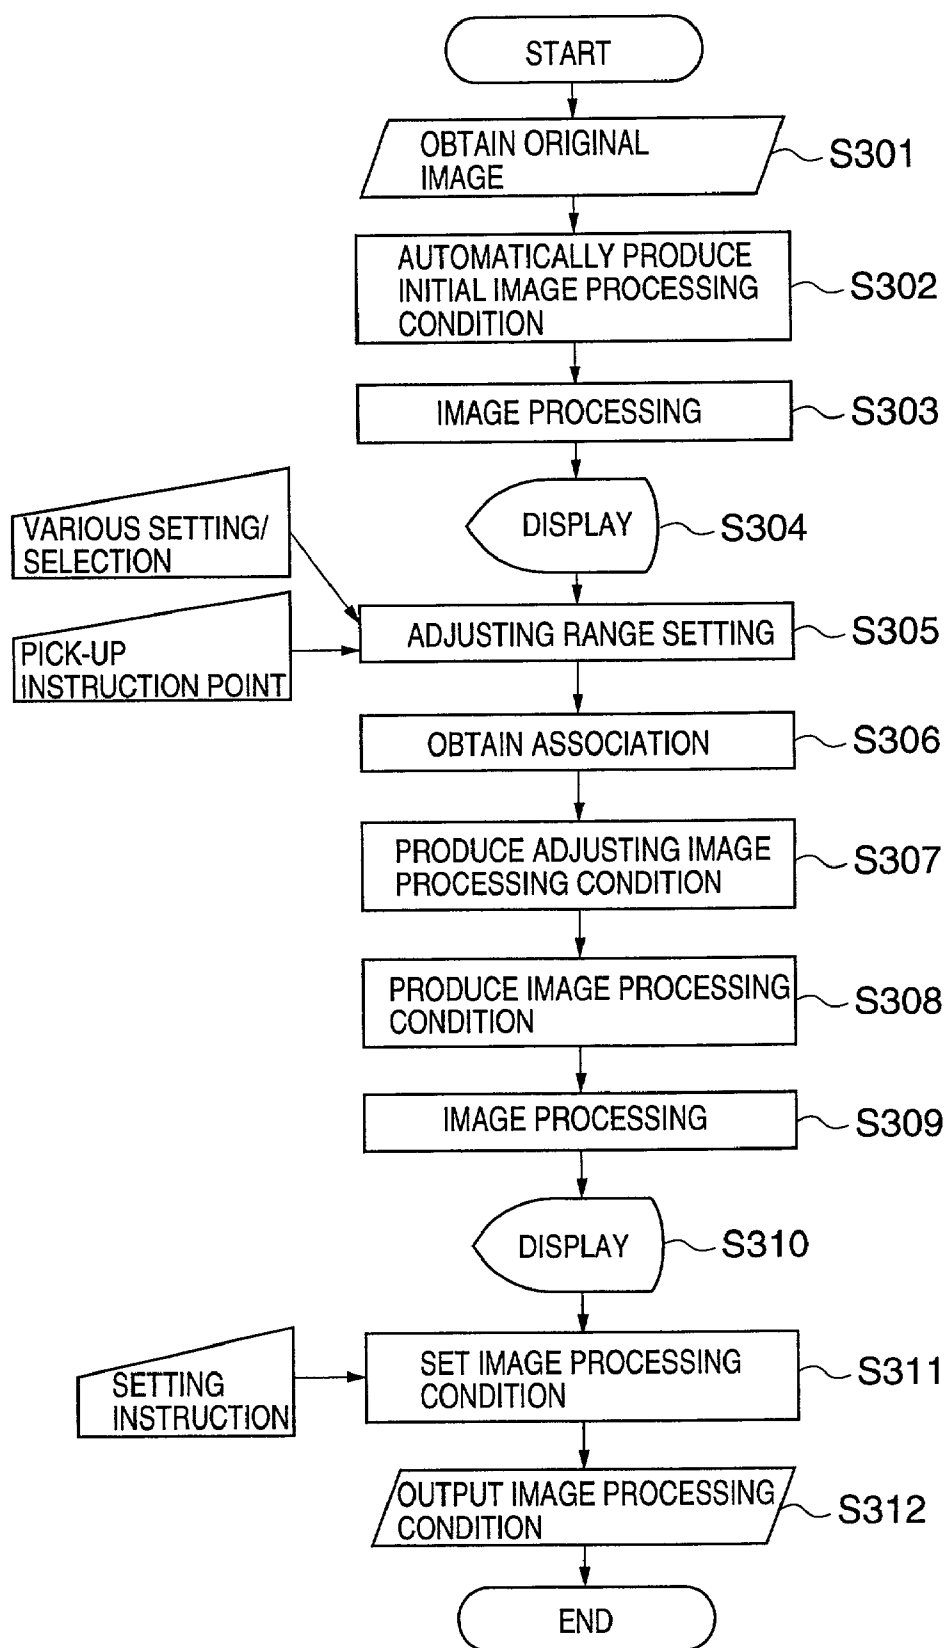 START
OBTAIN ORIGINAL
IMAGE
S301
AUTOMATICALLY PRODUCE
INITIAL IMAGE PROCESSING
CONDITION
S302
IMAGE PROCESSING
S303
DISPLAY
S304
VARIOUS SETTING/
SELECTION
PICK-UP
INSTRUCTION POINT
ADJUSTING RANGE SETTING
S305
OBTAIN ASSOCIATION
S306
PRODUCE ADJUSTING IMAGE
PROCESSING CONDITION
S307
PRODUCE IMAGE PROCESSING
CONDITION
S308
IMAGE PROCESSING
S309
DISPLAY
S310
SETTING
INSTRUCTION
SET IMAGE PROCESSING
CONDITION
S311
OUTPUT IMAGE PROCESSING
CONDITION
S312
END